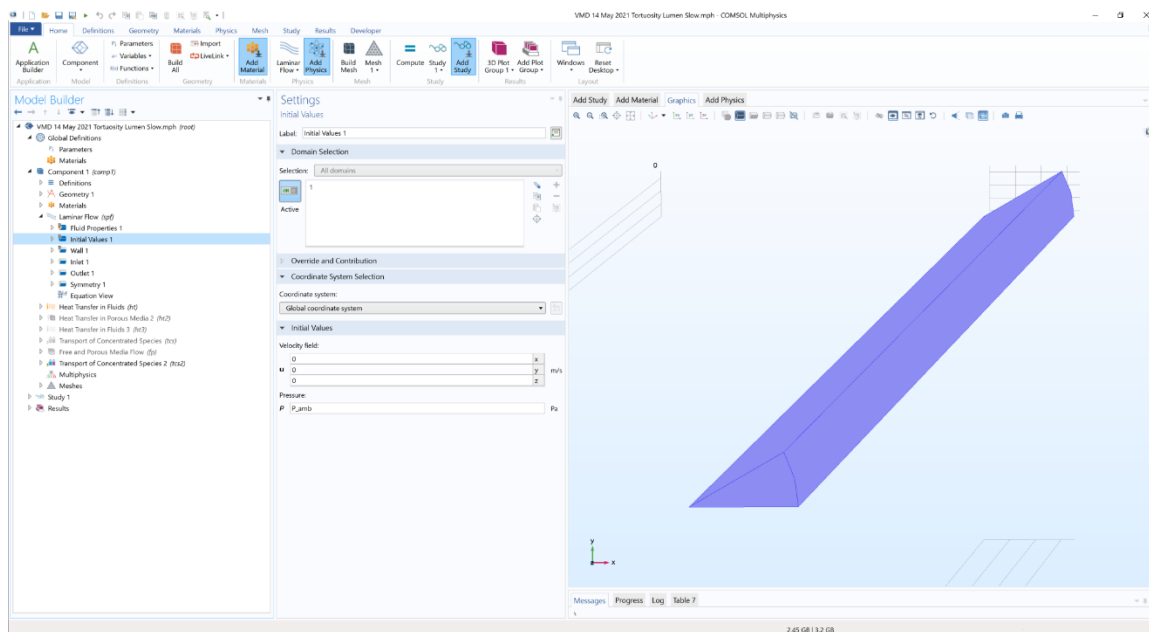 VMD 14 May 2021 Tortuosity Lumen Slow.mph - COMSOL Multiphysics
File Home Definitions Geometry Materials Physics Mesh Study Results Developer
Application Builder
Component
Pi Parameters
Variables
f(x) Functions
Build All
Import
LiveLink
Add Material
Laminar Flow
Add Physics
Build Mesh
Mesh 1
Compute
Study 1
Add Study
3D Plot Group 1
Add Plot Group
Windows
Reset Desktop
Application Model Definitions Geometry Materials Physics Mesh Study Results Layout
Model Builder
VMD 14 May 2021 Tortuosity Lumen Slow.mph (root)
Global Definitions
Pi Parameters
Materials
Component 1 (comp1)
Definitions
Geometry 1
Materials
Laminar Flow (spf)
Fluid Properties 1
Initial Values 1
Wall 1
Inlet 1
Outlet 1
Symmetry 1
Equation View
Heat Transfer in Fluids (ht)
Heat Transfer in Porous Media 2 (ht2)
Heat Transfer in Fluids 3 (ht3)
Transport of Concentrated Species (tcs)
Free and Porous Media Flow (fp)
Transport of Concentrated Species 2 (tcs2)
Multiphysics
Meshes
Study 1
Results
Settings
Initial Values
Label: Initial Values 1
Domain Selection
Selection: All domains
1
Active
Override and Contribution
Coordinate System Selection
Coordinate system:
Global coordinate system
Initial Values
Velocity field:
0 x
u 0 y m/s
0 z
Pressure:
p P_amb Pa
Add Study Add Material Graphics Add Physics
0
y
x
Messages Progress Log Table 7
2.45 GB | 3.2 GB